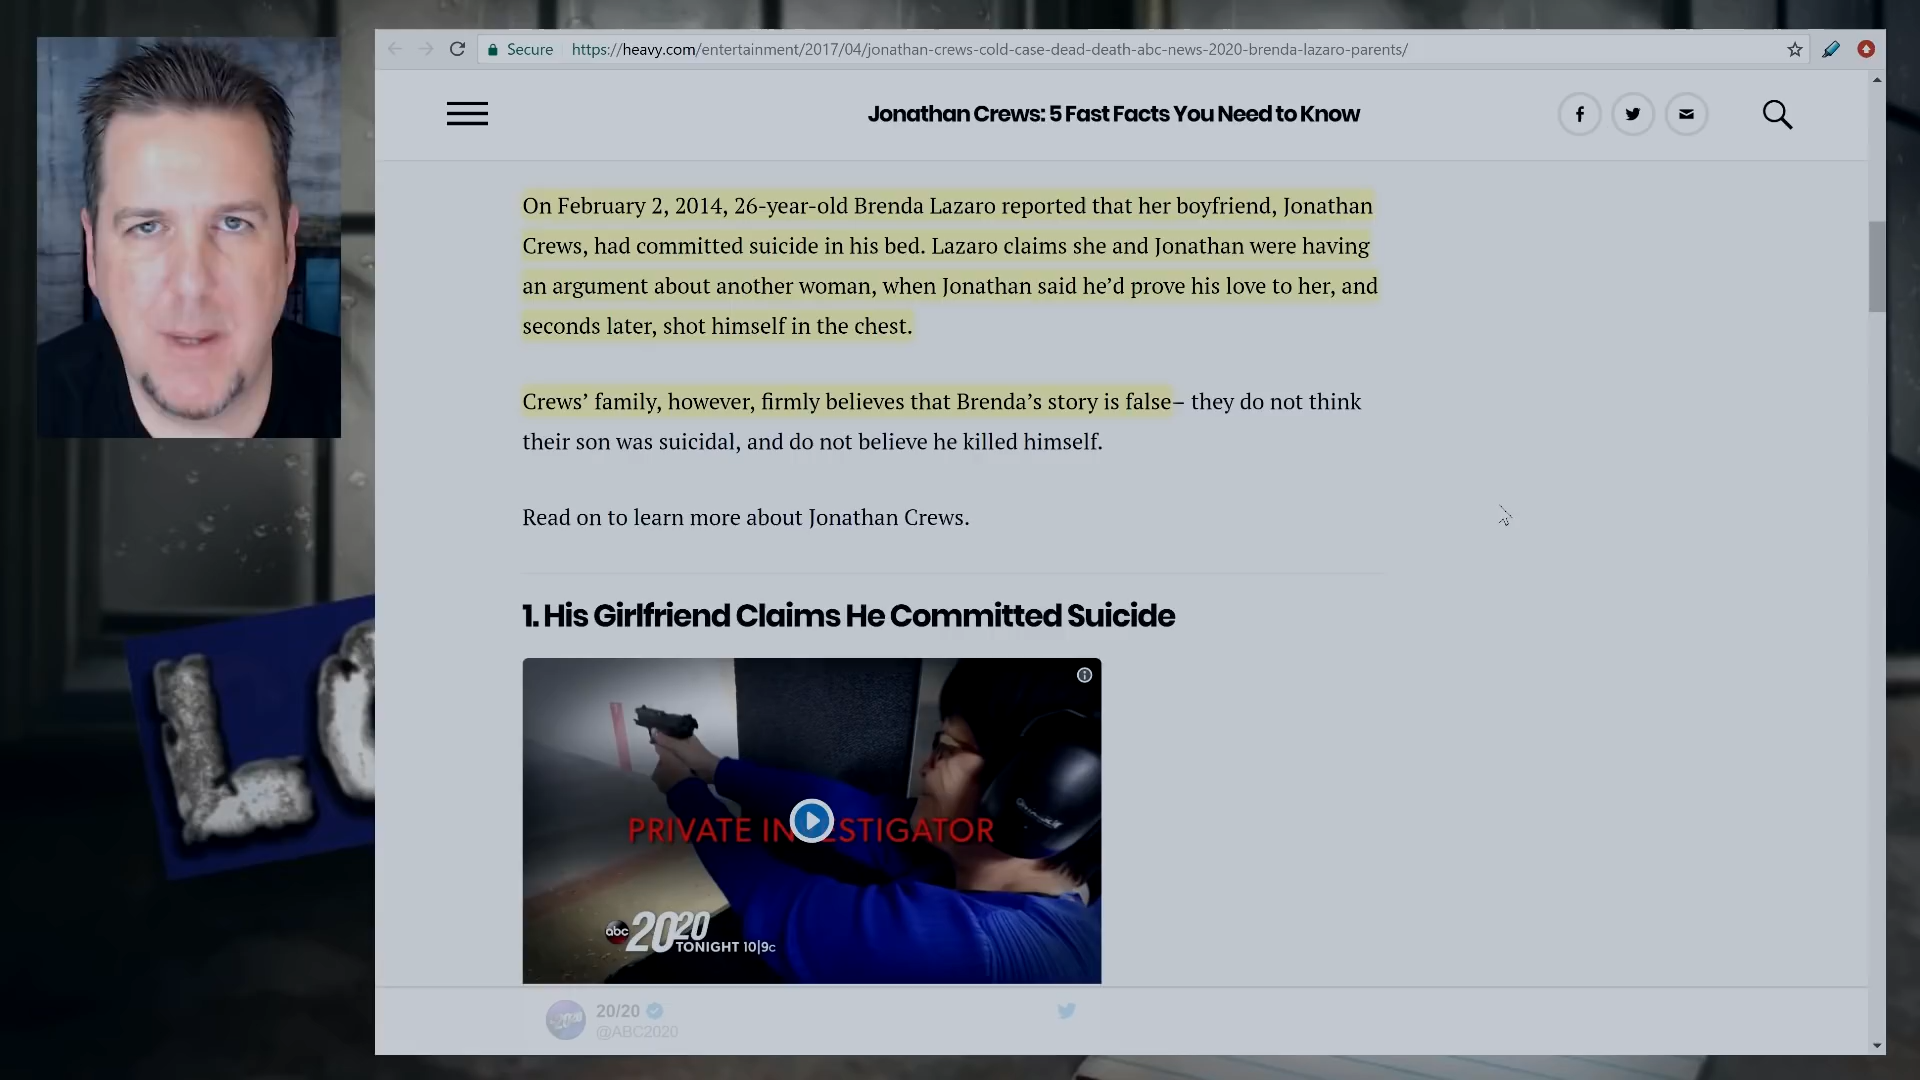 Secure https://heavy.com/entertainment/2017/04/jonathan-crews-cold-case-dead-death-abc-news-2020-brenda-lazaro-parents/
Jonathan Crews: 5 Fast Facts You Need to Know
On February 2, 2014, 26-year-old Brenda Lazaro reported that her boyfriend, Jonathan
Crews, had committed suicide in his bed. Lazaro claims she and Jonathan were having
an argument about another woman, when Jonathan said he’d prove his love to her, and
seconds later, shot himself in the chest.
Crews’ family, however, firmly believes that Brenda’s story is false– they do not think
their son was suicidal, and do not believe he killed himself.
Read on to learn more about Jonathan Crews.
1. His Girlfriend Claims He Committed Suicide
abc 2020
TONIGHT 10|9c
20/20
@ABC2020